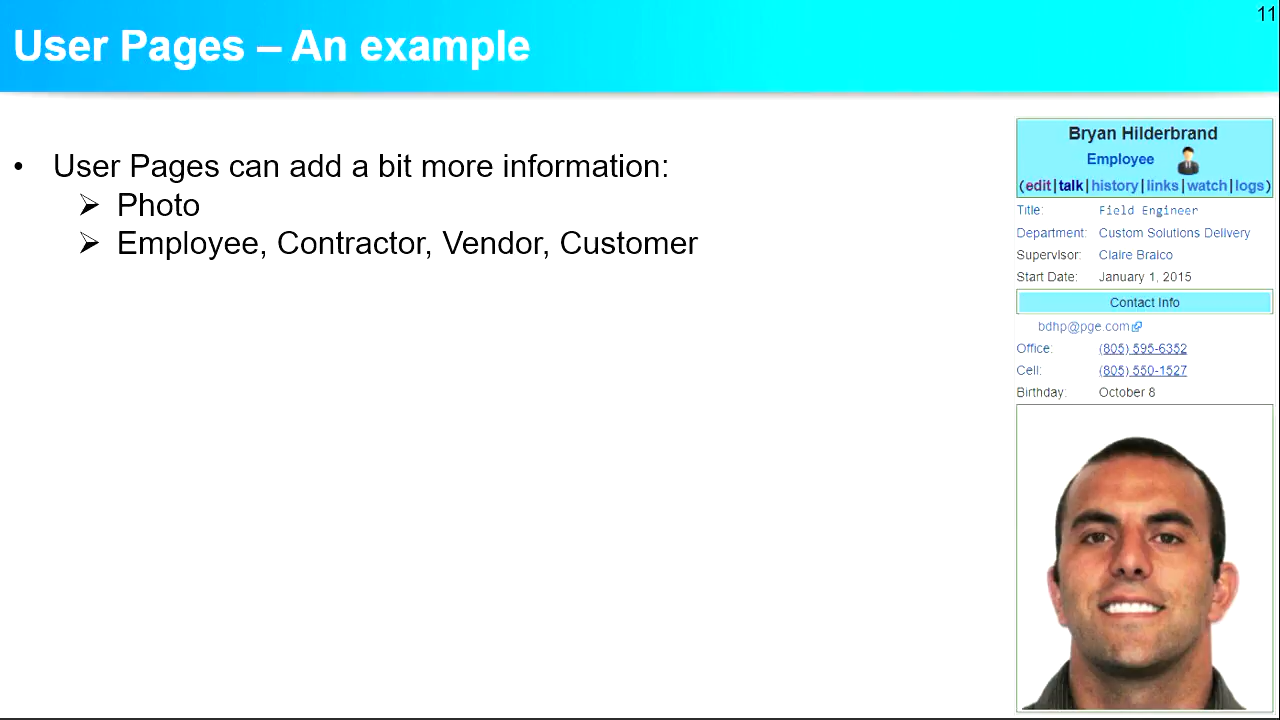 11
User Pages – An example
• User Pages can add a bit more information:
➢ Photo
➢ Employee, Contractor, Vendor, Customer
Bryan Hilderbrand
Employee
(edit|talk|history|links|watch|logs)
Title: Field Engineer
Department: Custom Solutions Delivery
Supervisor: Claire Braico
Start Date: January 1, 2015
Contact Info
bdhp@pge.com
Office: (805) 595-6352
Cell: (805) 550-1527
Birthday: October 8